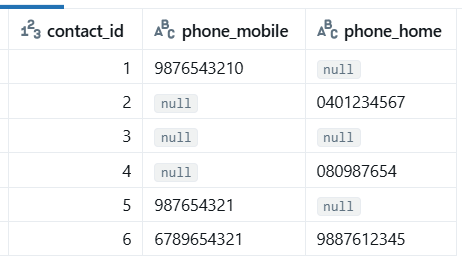 123 contact_id ABC phone_mobile ABC phone_home
1 9876543210 null
2 null 0401234567
3 null null
4 null 080987654
5 987654321 null
6 6789654321 9887612345